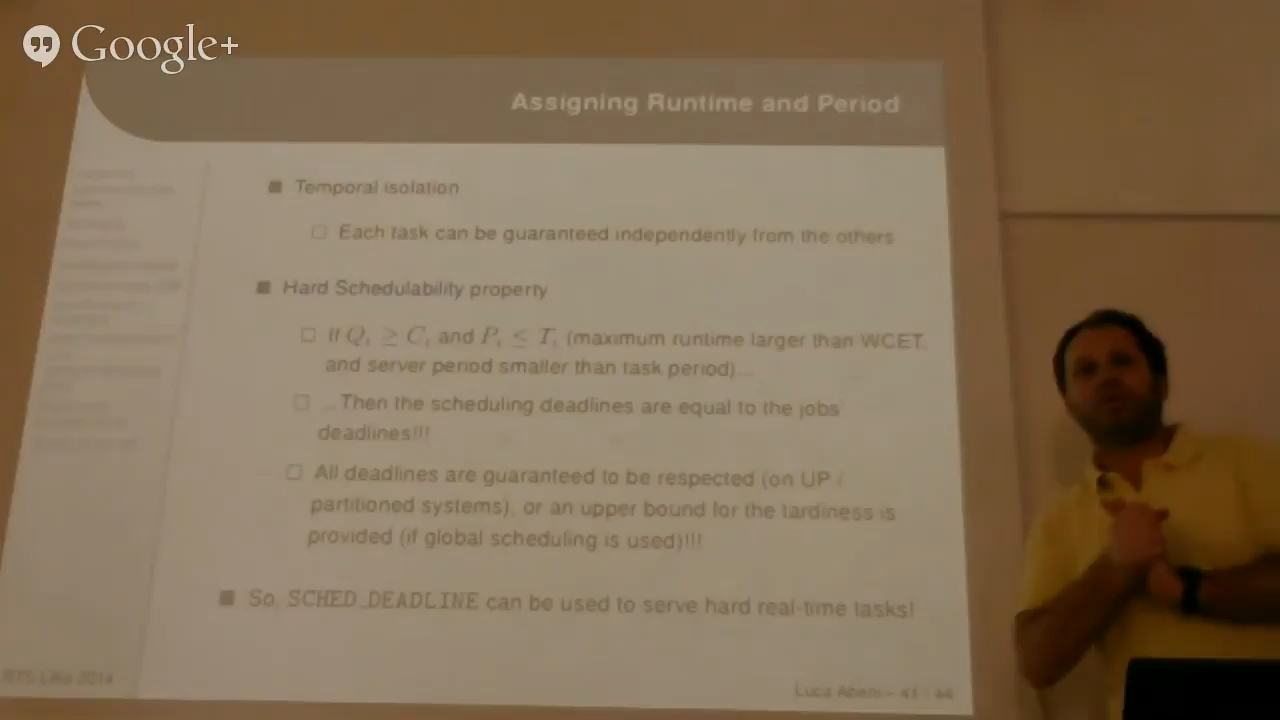 Google+
Assigning Runtime and Period
Temporal isolation
Each task can be guaranteed independently from the others
Hard Schedulability property
If Qᵢ ≥ Cᵢ and Pᵢ ≤ Tᵢ (maximum runtime larger than WCET,
and server period smaller than task period)...
...Then the scheduling deadlines are equal to the jobs'
deadlines!!!
All deadlines are guaranteed to be respected (on UP /
partitioned systems), or an upper bound for the tardiness is
provided (if global scheduling is used)!!!
So, SCHED_DEADLINE can be used to serve hard real-time tasks!
2014
Luca Abeni – 41 / 44